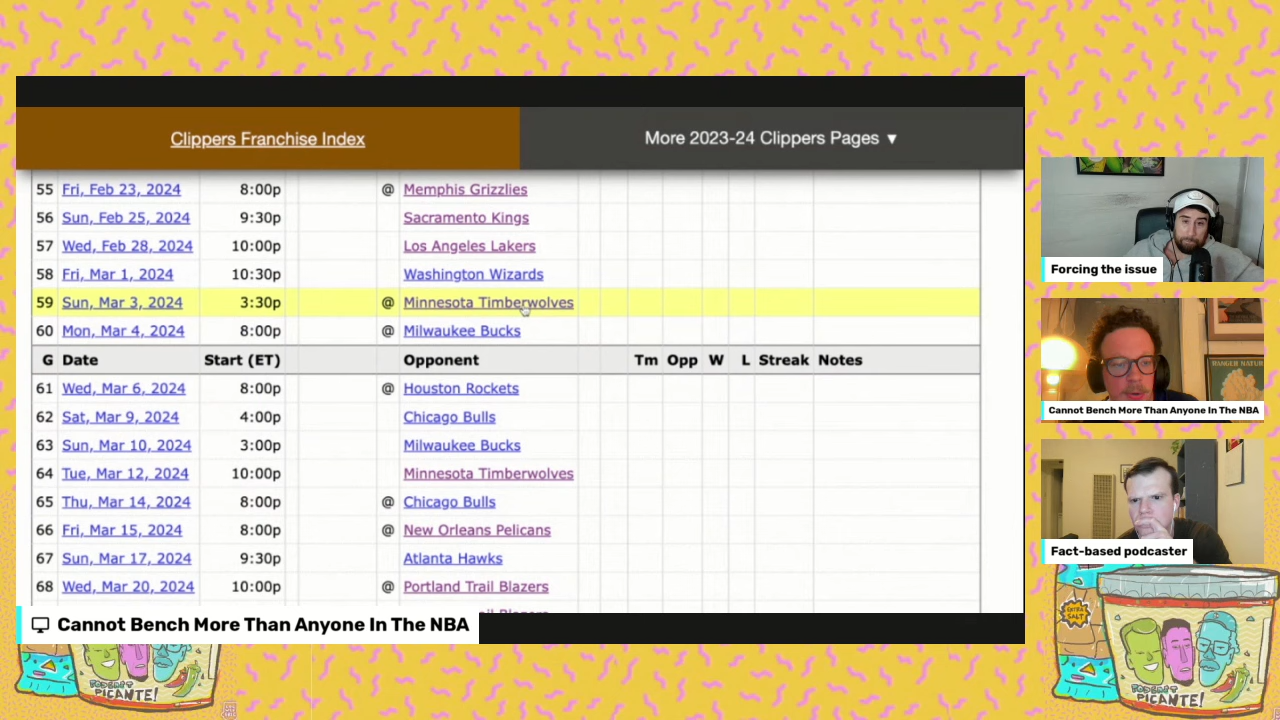 Clippers Franchise Index
More 2023-24 Clippers Pages ▼
55 Fri, Feb 23, 2024 8:00p @ Memphis Grizzlies
56 Sun, Feb 25, 2024 9:30p Sacramento Kings
57 Wed, Feb 28, 2024 10:00p Los Angeles Lakers
58 Fri, Mar 1, 2024 10:30p Washington Wizards
59 Sun, Mar 3, 2024 3:30p @ Minnesota Timberwolves
60 Mon, Mar 4, 2024 8:00p @ Milwaukee Bucks
G Date Start (ET) Opponent Tm Opp W L Streak Notes
61 Wed, Mar 6, 2024 8:00p @ Houston Rockets
62 Sat, Mar 9, 2024 4:00p Chicago Bulls
63 Sun, Mar 10, 2024 3:00p Milwaukee Bucks
64 Tue, Mar 12, 2024 10:00p Minnesota Timberwolves
65 Thu, Mar 14, 2024 8:00p @ Chicago Bulls
66 Fri, Mar 15, 2024 8:00p @ New Orleans Pelicans
67 Sun, Mar 17, 2024 9:30p Atlanta Hawks
68 Wed, Mar 20, 2024 10:00p @ Portland Trail Blazers
Cannot Bench More Than Anyone In The NBA
Forcing the issue
RANGER NATUR
Cannot Bench More Than Anyone In The NBA
Fact-based podcaster
EXTRA
SALT
PODCAST
PICANTE!
PODCAST
PICANTE!